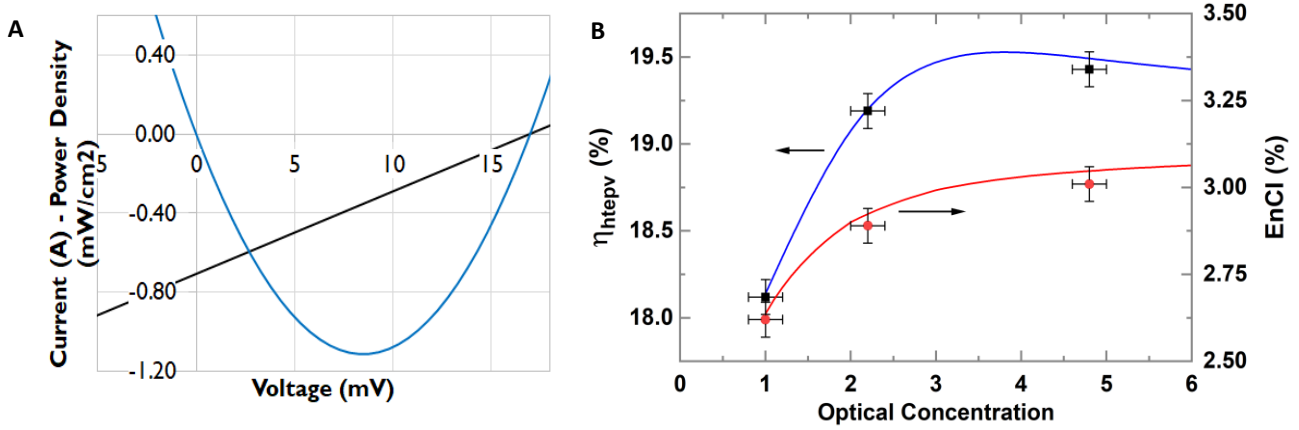 A
Current (A) - Power Density
(mW/cm2)
0.40
0.00
-0.40
-0.80
-1.20
5
0
5
10
15
Voltage (mV)
B
ηhtepv (%)
19.5
19.0
18.5
18.0
3.50
3.25
3.00
2.75
2.50
EnCI (%)
0 1 2 3 4 5 6
Optical Concentration